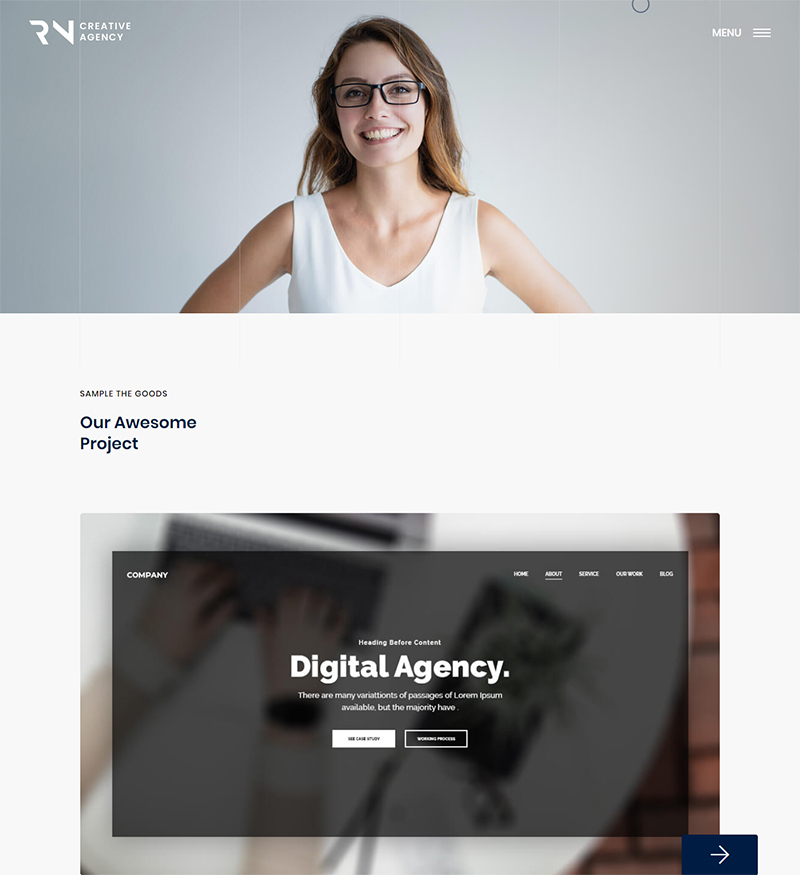 RN CREATIVE
AGENCY
MENU
SAMPLE THE GOODS
Our Awesome
Project
COMPANY
HOME ABOUT SERVICE OUR WORK BLOG
Heading Before Content
Digital Agency.
There are many variattionts of passages of Lorem Ipsum
available, but the majority have .
SEE CASE STUDY WORKING PROCESS